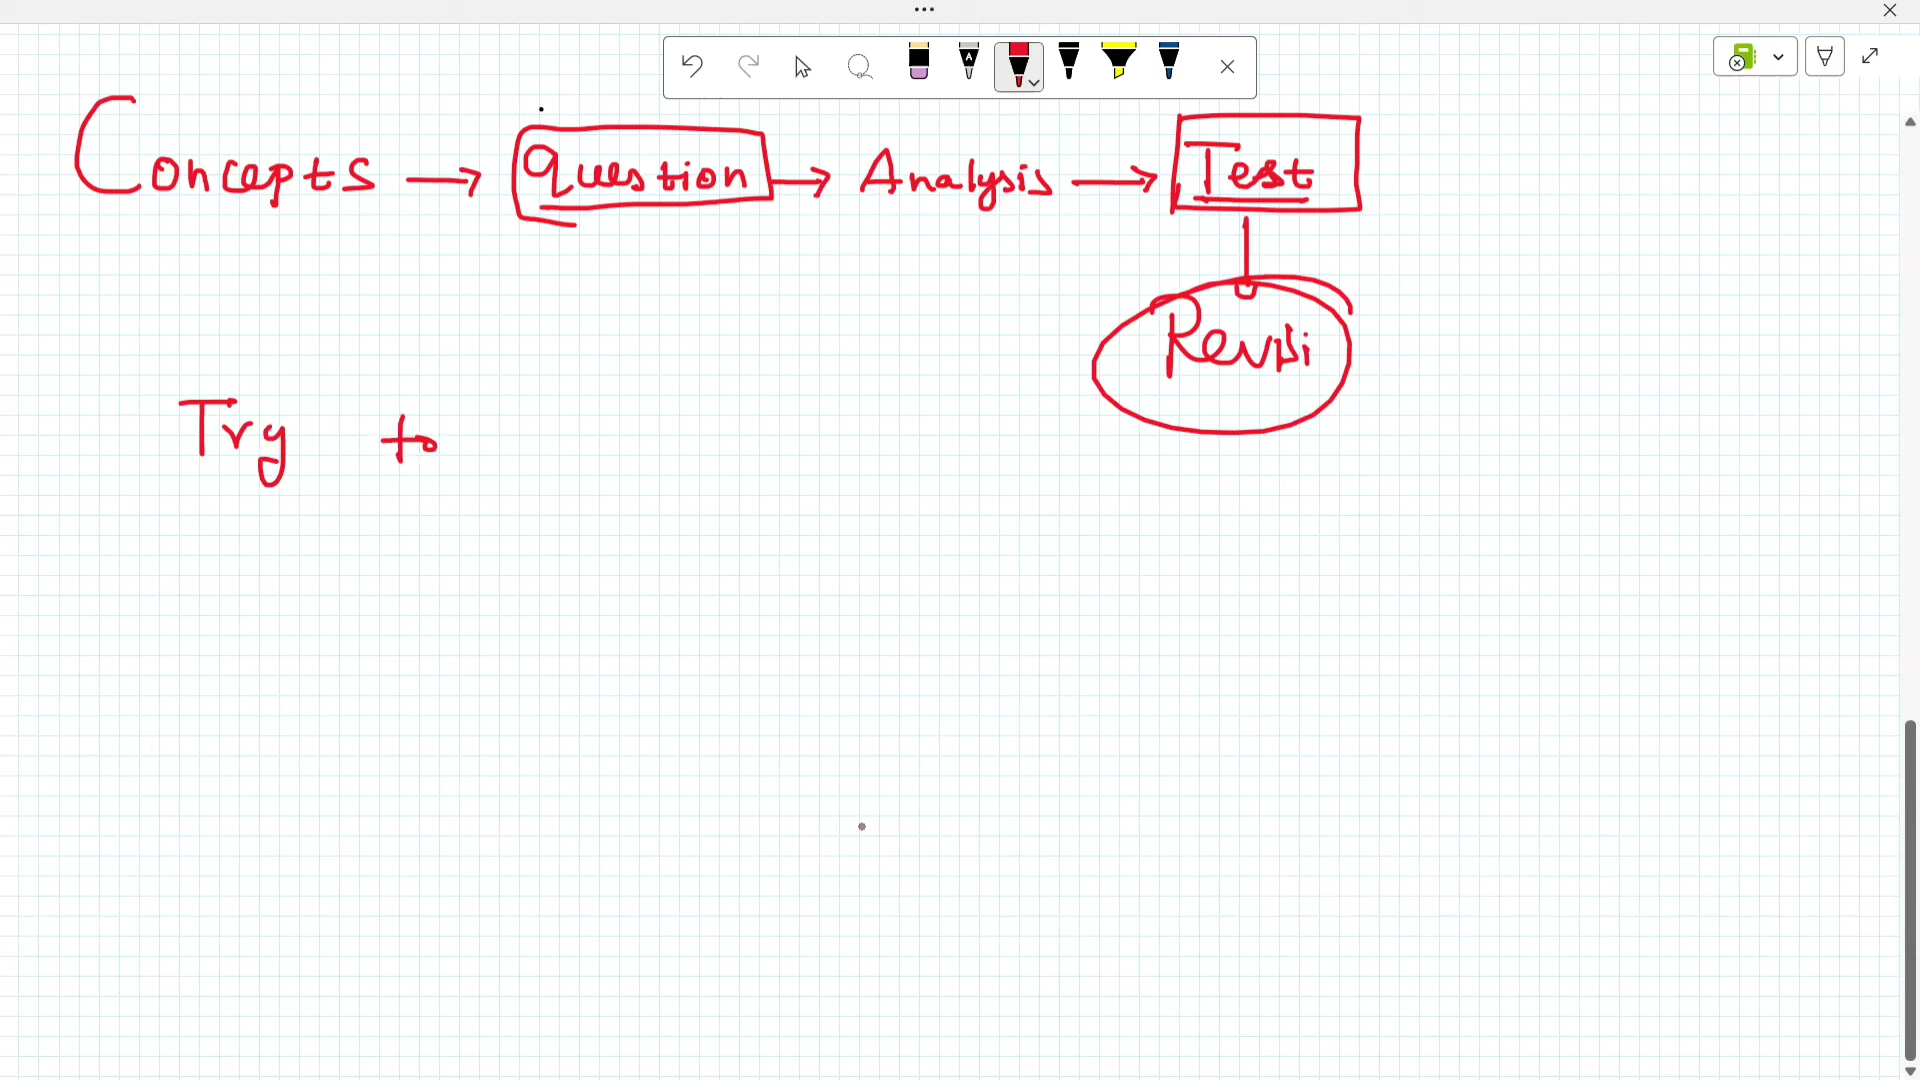 Concepts → Question → Analysis → Test
Revisi
Try to